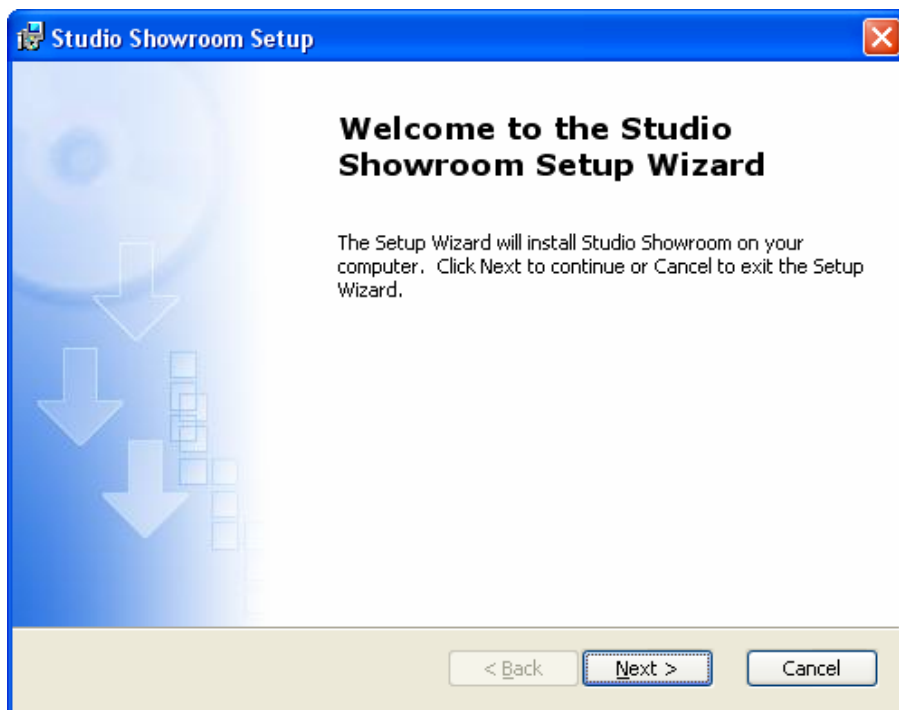 Studio Showroom Setup
Welcome to the Studio
Showroom Setup Wizard
The Setup Wizard will install Studio Showroom on your
computer.  Click Next to continue or Cancel to exit the Setup
Wizard.
< Back
Next >
Cancel